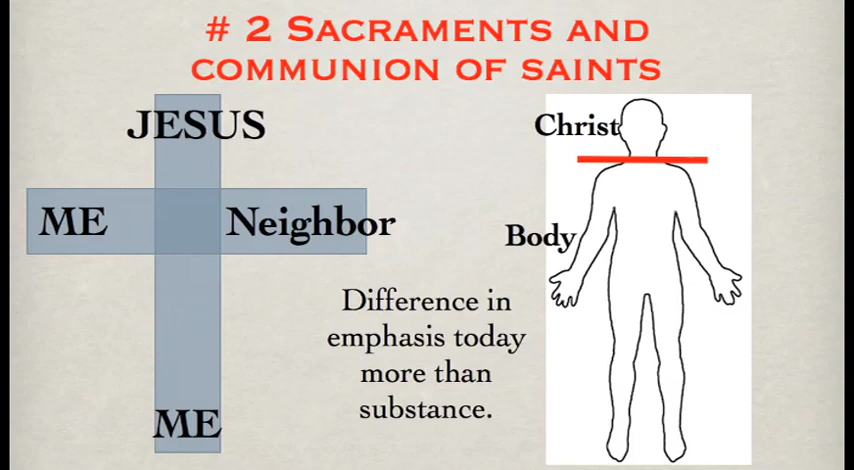 # 2 SACRAMENTS AND
COMMUNION OF SAINTS
JESUS
ME
Neighbor
ME
Christ
Body
Difference in
emphasis today
more than
substance.